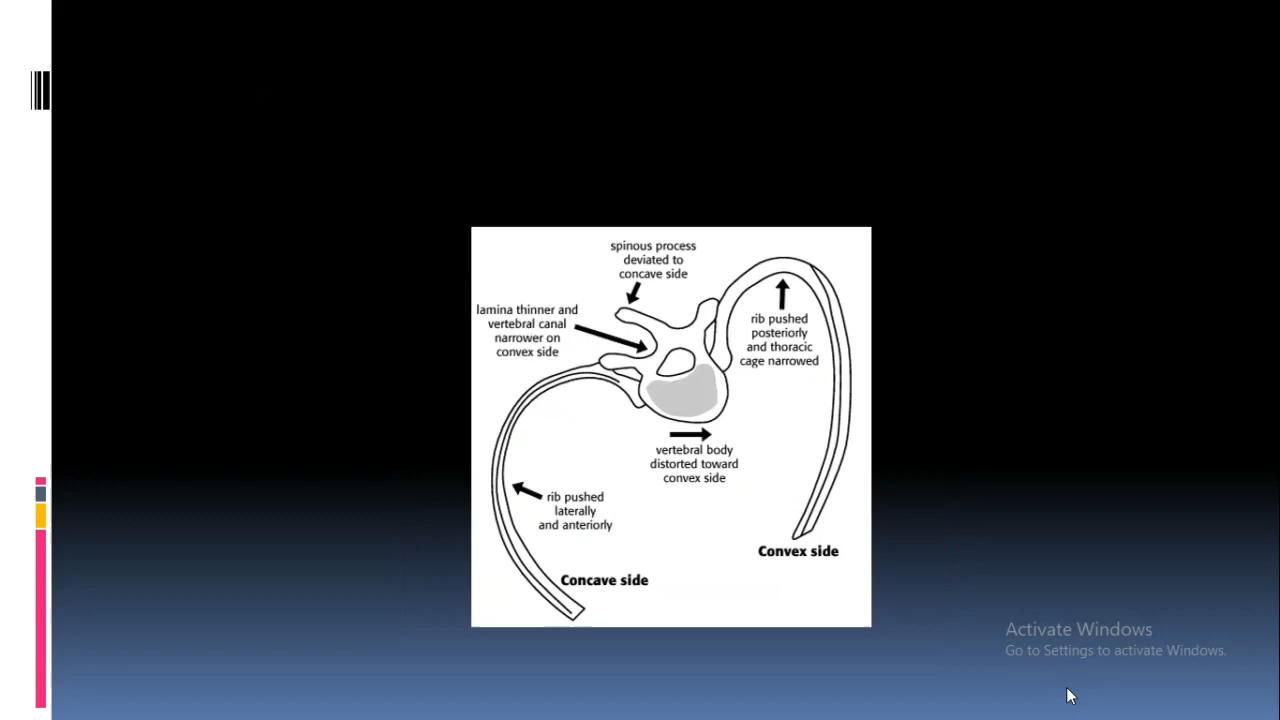 spinous process
deviated to
concave side
lamina thinner and
vertebral canal
narrower on
convex side
rib pushed
posteriorly
and thoracic
cage narrowed
vertebral body
distorted toward
convex side
rib pushed
laterally
and anteriorly
Convex side
Concave side
Activate Windows
Go to Settings to activate Windows.